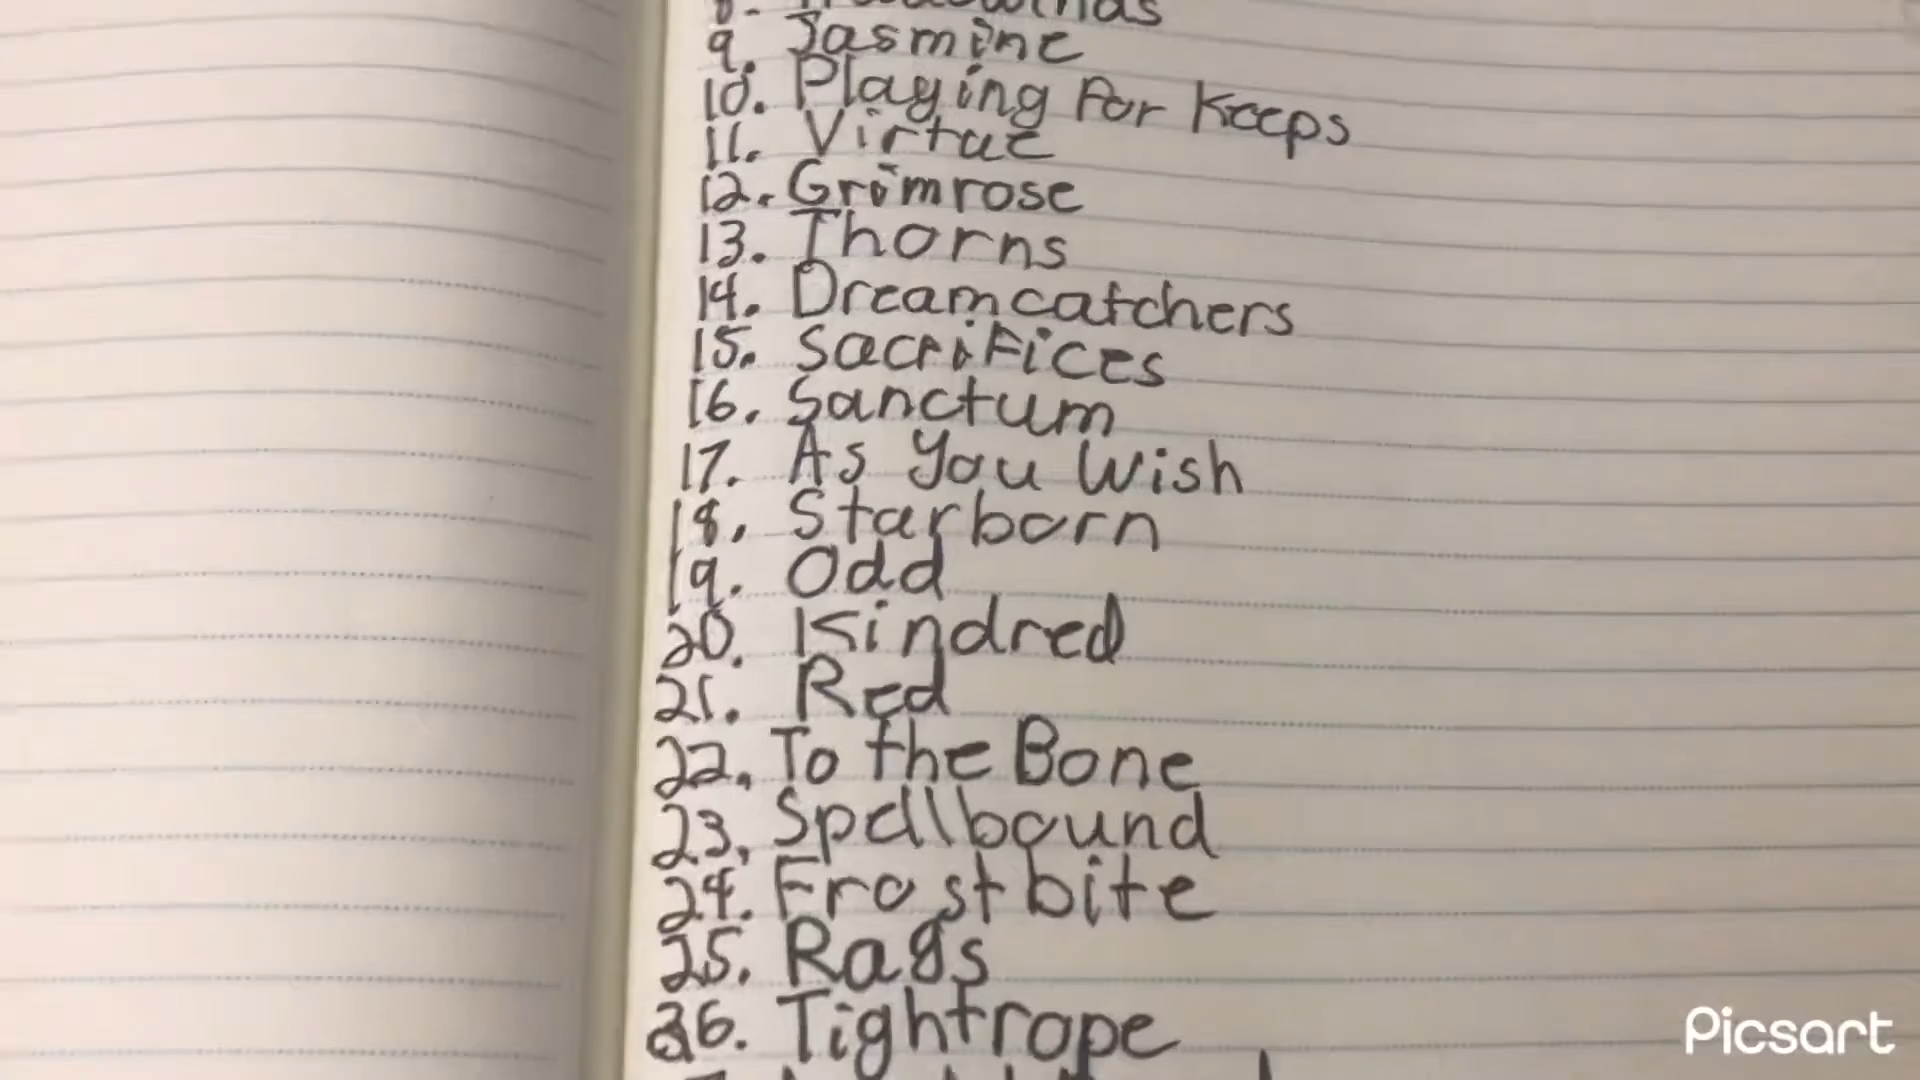 9. Jasmine
10. Playing For Keeps
11. Virtue
12. Grimrose
13. Thorns
14. Dreamcatchers
15. Sacrifices
16. Sanctum
17. As You Wish
18. Starborn
19. Odd
20. Kindred
21. Red
22. To the Bone
23. Spellbound
24. Frostbite
25. Rags
26. Tightrope
Picsart